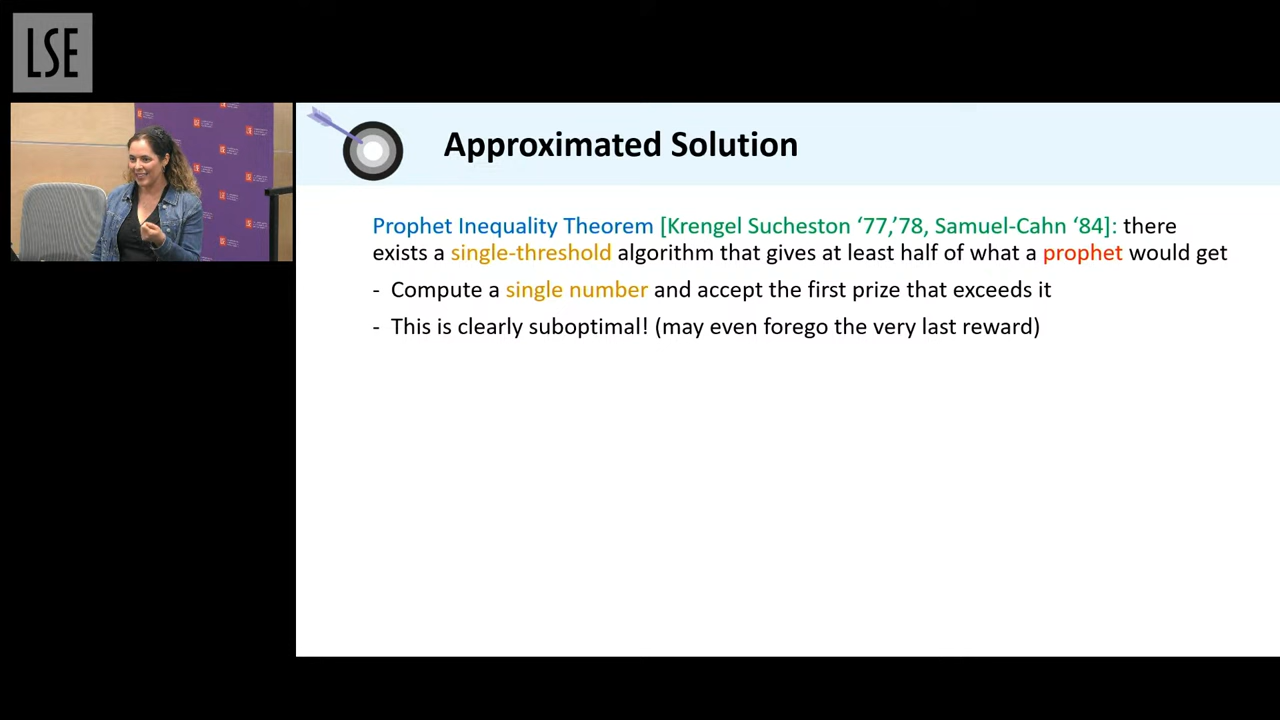 LSE
Approximated Solution
Prophet Inequality Theorem [Krengel Sucheston ‘77,’78, Samuel-Cahn ‘84]: there
exists a single-threshold algorithm that gives at least half of what a prophet would get
- Compute a single number and accept the first prize that exceeds it
- This is clearly suboptimal! (may even forego the very last reward)